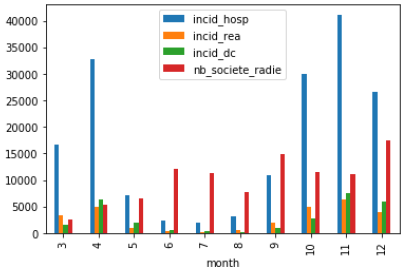 40000
35000
30000
25000
20000
15000
10000
5000
0
incid_hosp
incid_rea
incid_dc
nb_societe_radie
3 4 5 6 7 8 9 10 11 12
month